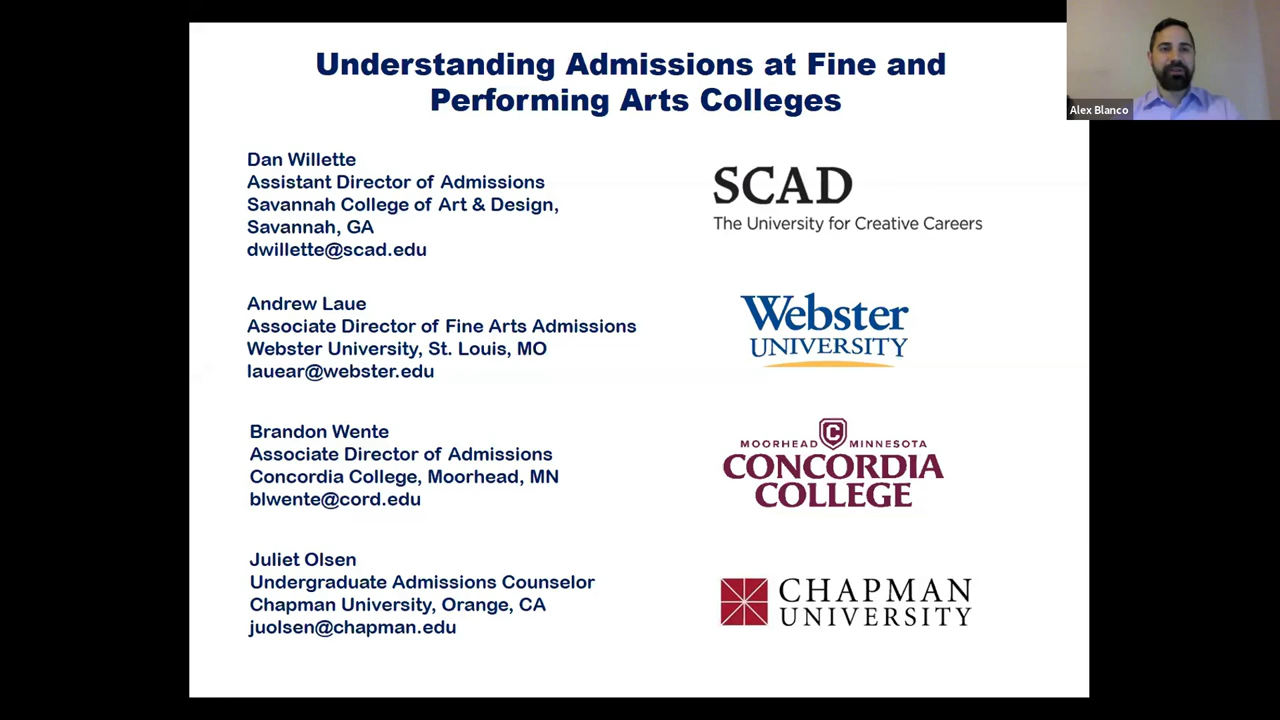 Understanding Admissions at Fine and
Performing Arts Colleges
Alex Blanco
Dan Willette
Assistant Director of Admissions
Savannah College of Art & Design,
Savannah, GA
dwillette@scad.edu
SCAD
The University for Creative Careers
Andrew Laue
Associate Director of Fine Arts Admissions
Webster University, St. Louis, MO
lauear@webster.edu
Webster
UNIVERSITY
Brandon Wente
Associate Director of Admissions
Concordia College, Moorhead, MN
blwente@cord.edu
MOORHEAD C MINNESOTA
CONCORDIA
COLLEGE
Juliet Olsen
Undergraduate Admissions Counselor
Chapman University, Orange, CA
juolsen@chapman.edu
CHAPMAN
UNIVERSITY